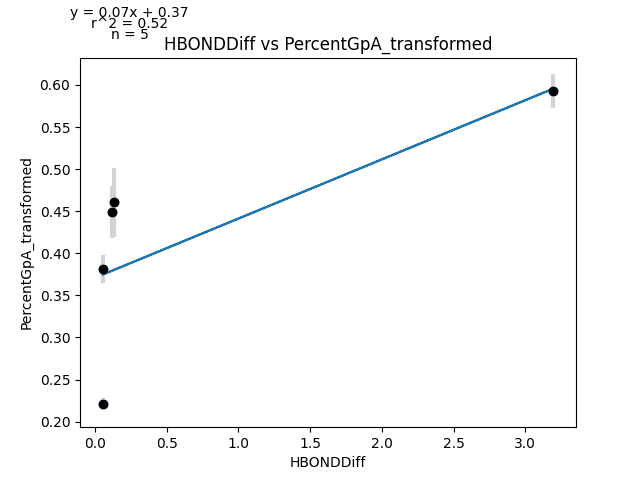 y = 0.07x + 0.37
r^2 = 0.52
n = 5
HBONDDiff vs PercentGpA_transformed
PercentGpA_transformed
0.60
0.55
0.50
0.45
0.40
0.35
0.30
0.25
0.20
0.0 0.5 1.0 1.5 2.0 2.5 3.0
HBONDDiff